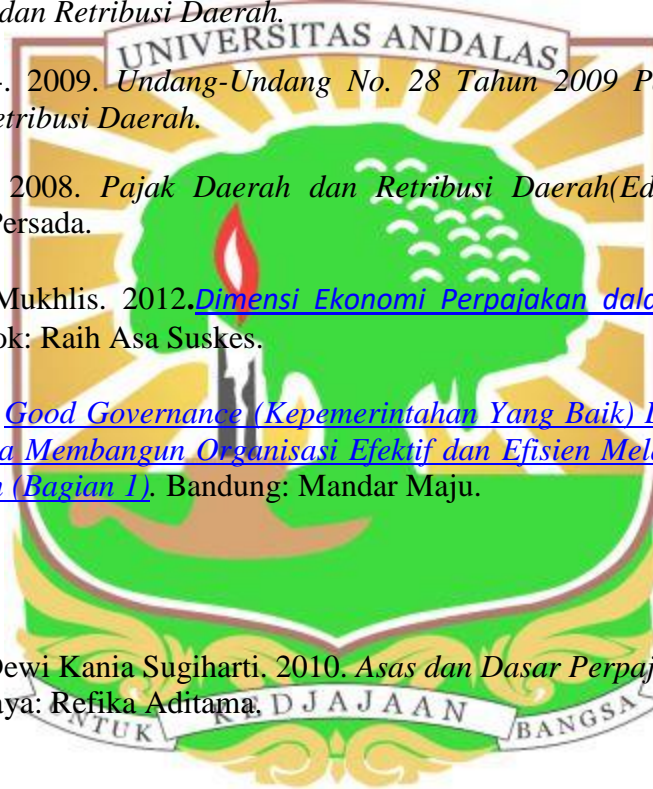 dan Retribusi Daerah.
UNIVERSITAS ANDALAS
. 2009. Undang-Undang No. 28 Tahun 2009 P
etribusi Daerah.
2008. Pajak Daerah dan Retribusi Daerah(Ed
Persada.
Mukhlis. 2012.Dimensi Ekonomi Perpajakan dala
ok: Raih Asa Suskes.
Good Governance (Kepemerintahan Yang Baik)
a Membangun Organisasi Efektif dan Efisien Mela
n (Bagian 1). Bandung: Mandar Maju.
Dewi Kania Sugiharti. 2010. Asas dan Dasar Perpaj
aya: Refika Aditama.
UNTUK KEDJAJAAN BANGSA